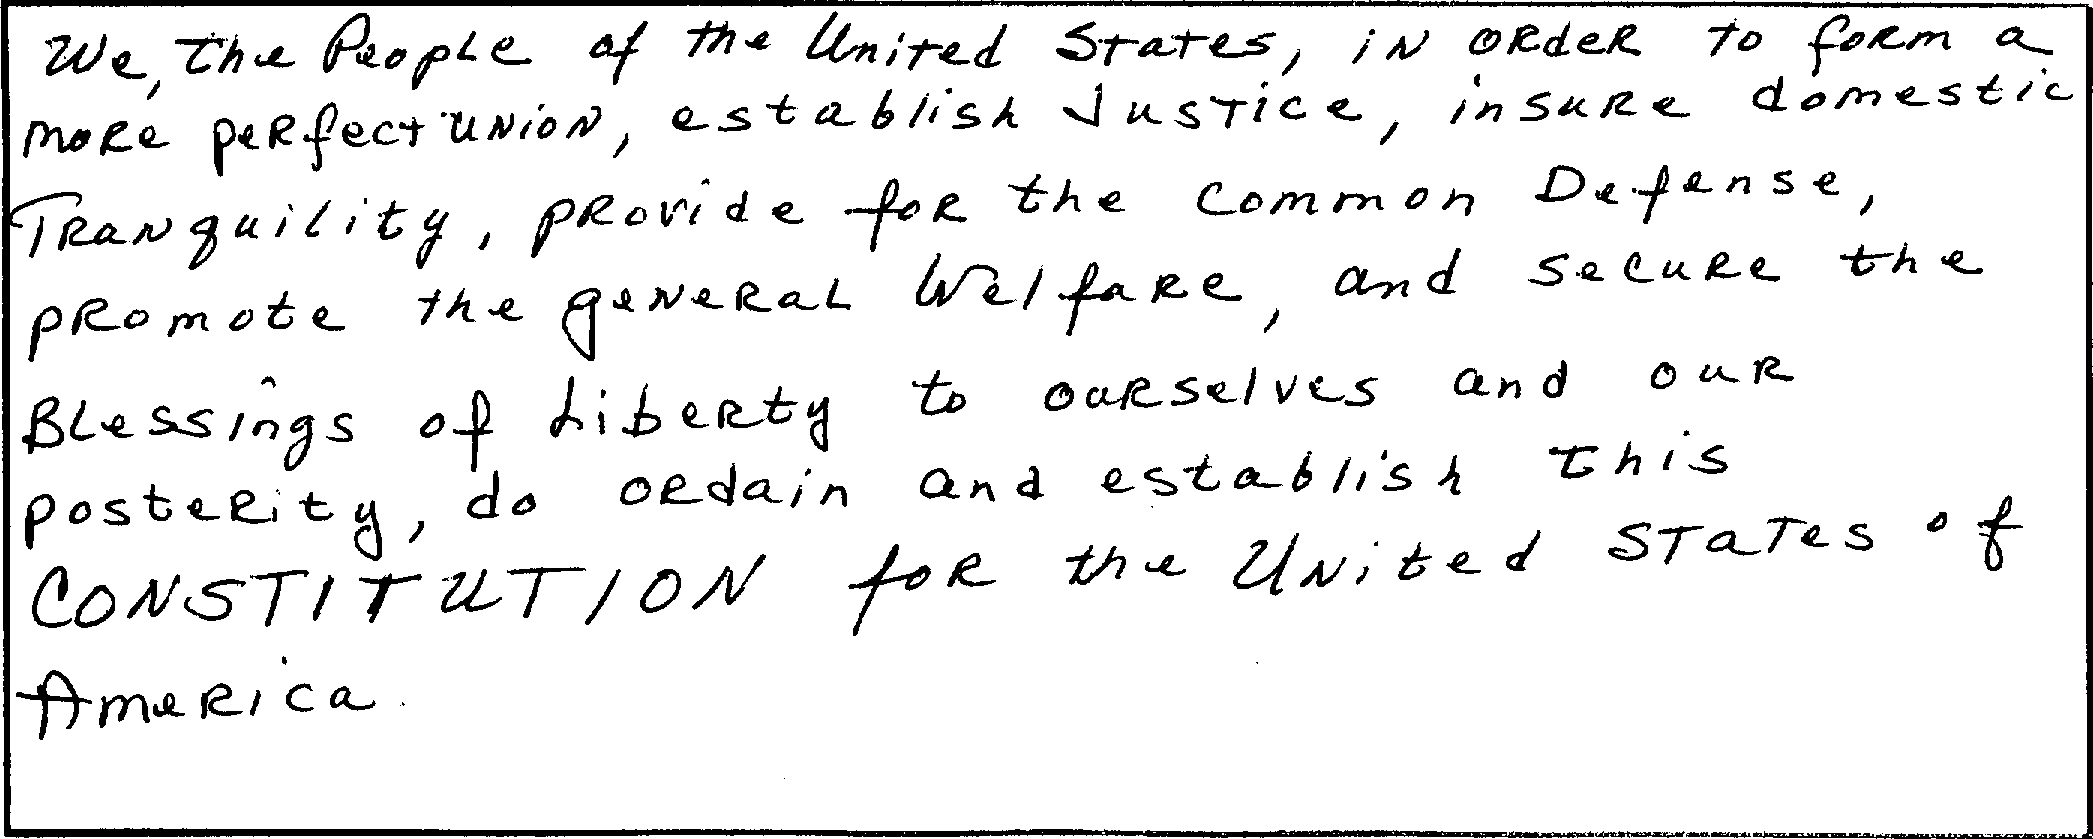 We, the People of the United States, in order to form a
more perfect union, establish Justice, insure domestic
Tranquility, provide for the common Defense,
promote the general Welfare, and secure the
Blessings of Liberty to ourselves and our
posterity, do ordain and establish this
CONSTITUTION for the United States of
America.